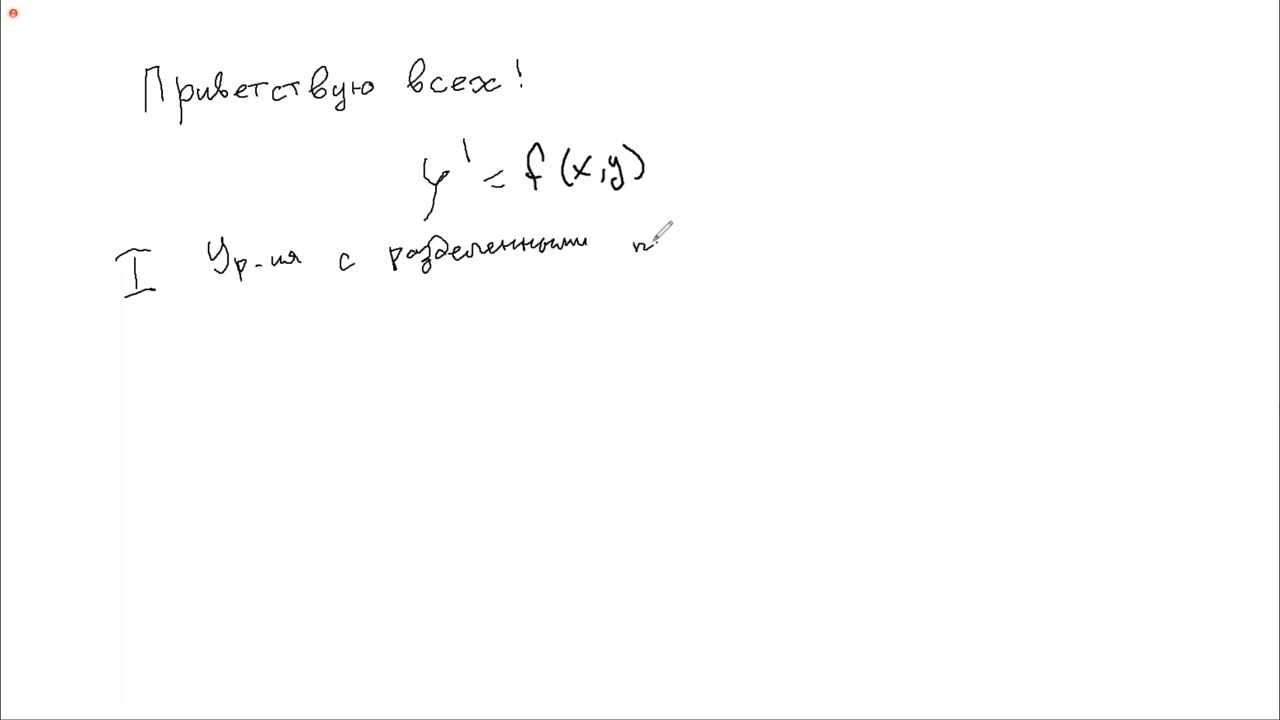 Приветствую всех!
y' = f(x,y)
I Ур-ия с разделенными п